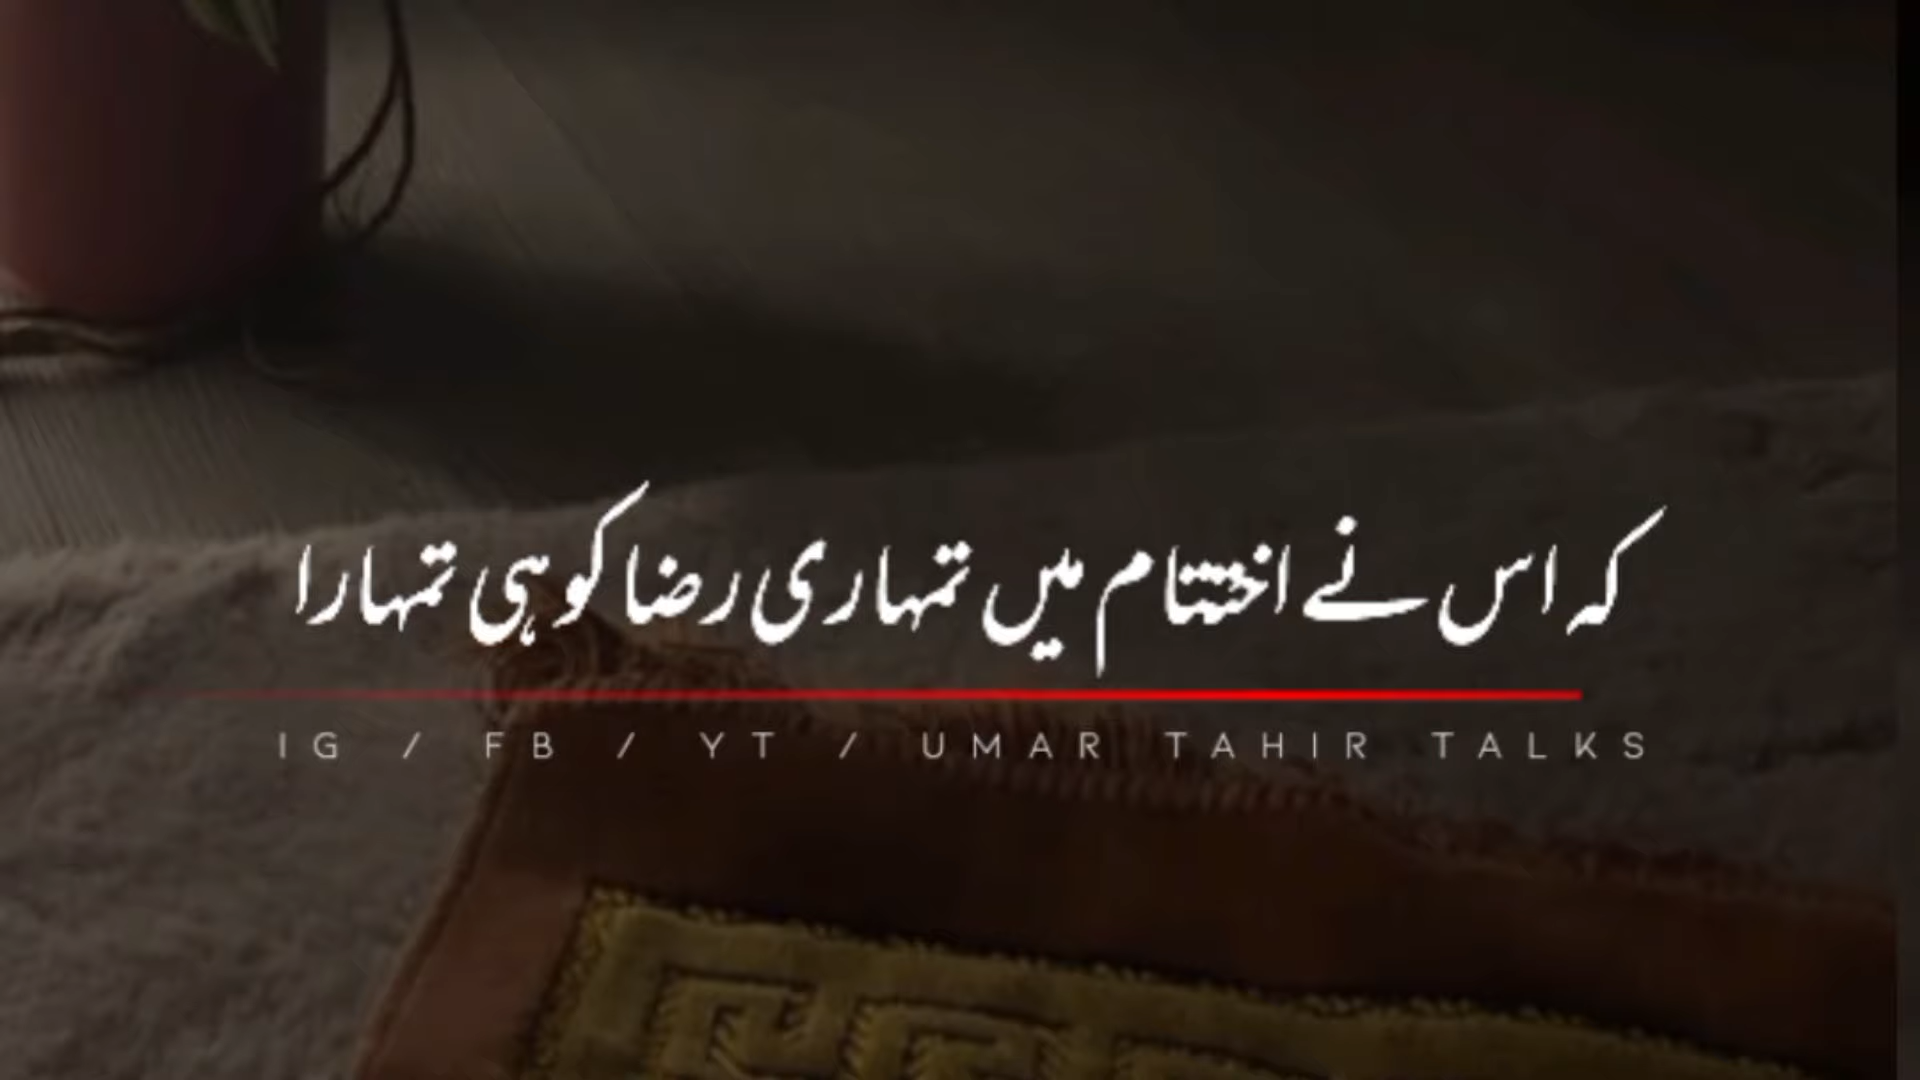 کہ اس نے اختتام میں تمہاری رضا کو ہی تمہارا
IG / FB / YT / UMAR TAHIR TALKS